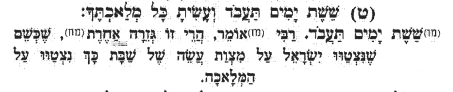 (ט) שֵׁשֶׁת יָמִים תַּעֲבֹד וְעָשִׂיתָ כָּל מְלַאכְתֶּךָ:
(מו)שֵׁשֶׁת יָמִים תַּעֲבֹד. רַבִּי (מז)אוֹמֵר, הֲרֵי זוֹ גְּזֵרָה אַחֶרֶת(מח), שֶׁכְּשֵׁם
שֶׁנִּצְטַוּוּ יִשְׂרָאֵל עַל מִצְוַת עֲשֵׂה שֶׁל שַׁבָּת כָּךְ נִצְטַוּוּ עַל
הַמְּלָאכָה.